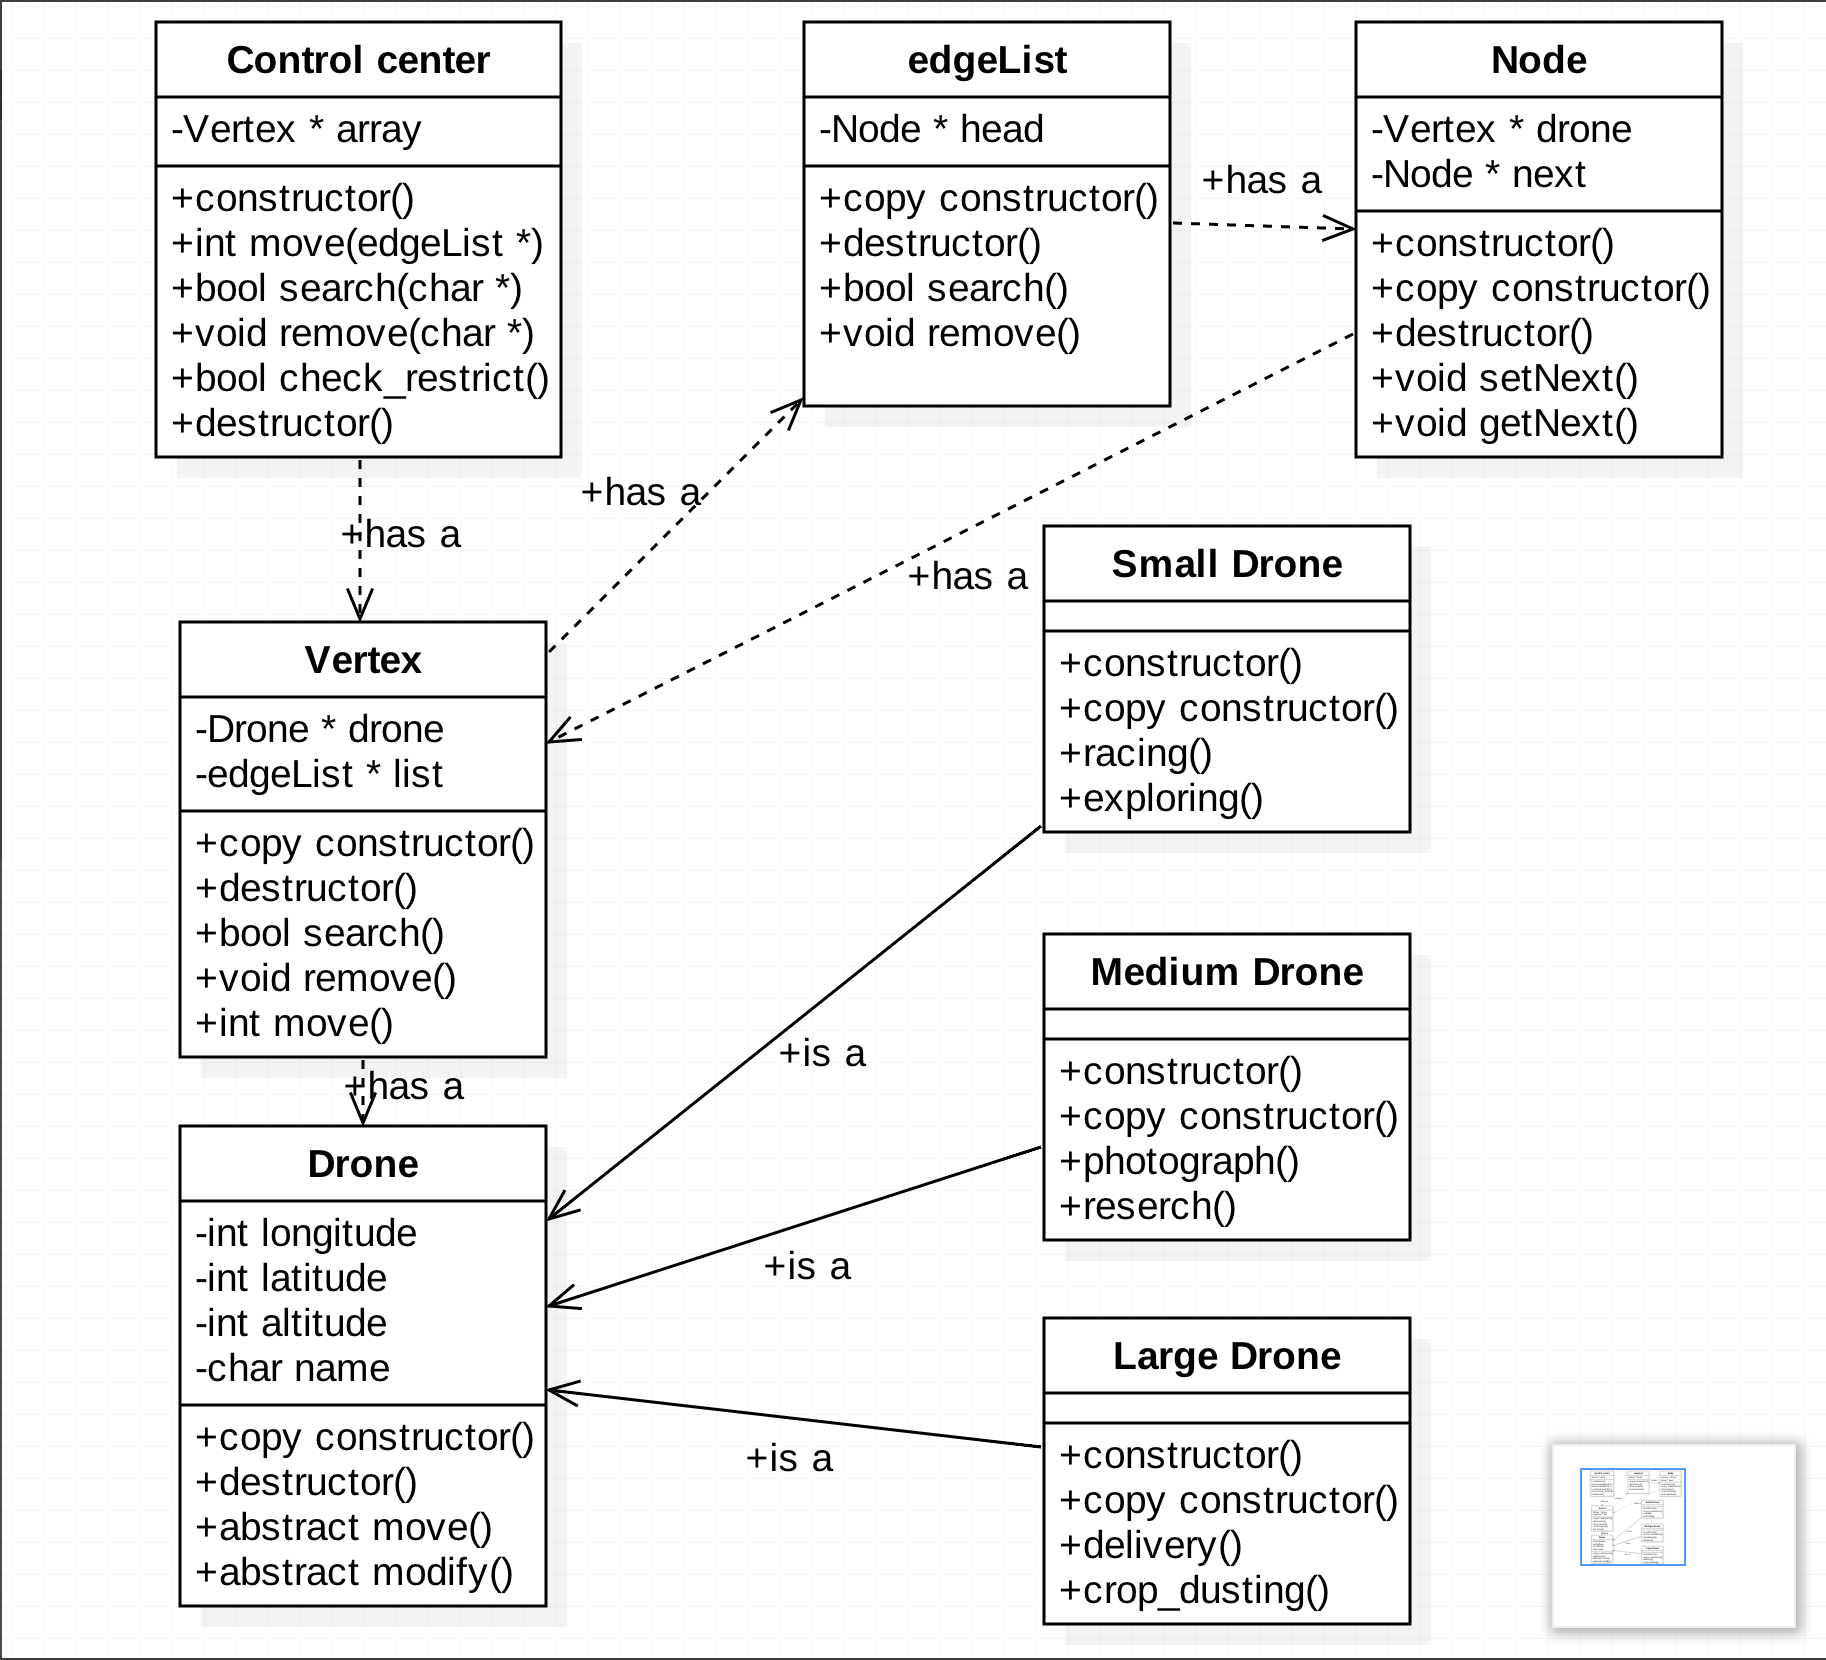 Control center
-Vertex * array
+constructor()
+int move(edgeList *)
+bool search(char *)
+void remove(char *)
+bool check_restrict()
+destructor()
edgeList
-Node * head
+copy constructor()
+destructor()
+bool search()
+void remove()
+has a
Node
-Vertex * drone
-Node * next
+constructor()
+copy constructor()
+destructor()
+void setNext()
+void getNext()
+has a
+has a
+has a
Vertex
-Drone * drone
-edgeList * list
+copy constructor()
+destructor()
+bool search()
+void remove()
+int move()
+has a
Small Drone
+constructor()
+copy constructor()
+racing()
+exploring()
+is a
Medium Drone
+constructor()
+copy constructor()
+photograph()
+reserch()
+is a
Drone
-int longitude
-int latitude
-int altitude
-char name
+copy constructor()
+destructor()
+abstract move()
+abstract modify()
+is a
Large Drone
+constructor()
+copy constructor()
+delivery()
+crop_dusting()